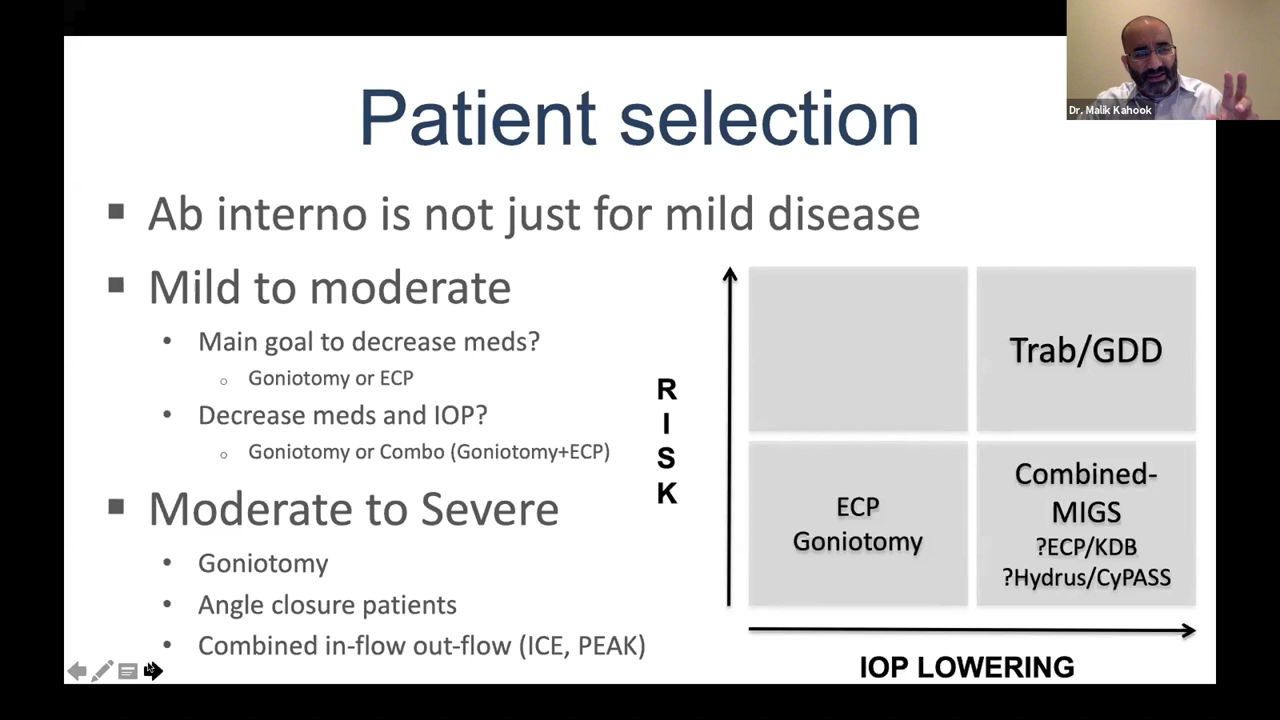 Patient selection
Dr. Malik Kahook
▪ Ab interno is not just for mild disease
▪ Mild to moderate
• Main goal to decrease meds?
○ Goniotomy or ECP
• Decrease meds and IOP?
○ Goniotomy or Combo (Goniotomy+ECP)
▪ Moderate to Severe
• Goniotomy
• Angle closure patients
• Combined in-flow out-flow (ICE, PEAK)
R
I
S
K
Trab/GDD
ECP
Goniotomy
Combined-
MIGS
?ECP/KDB
?Hydrus/CyPASS
IOP LOWERING